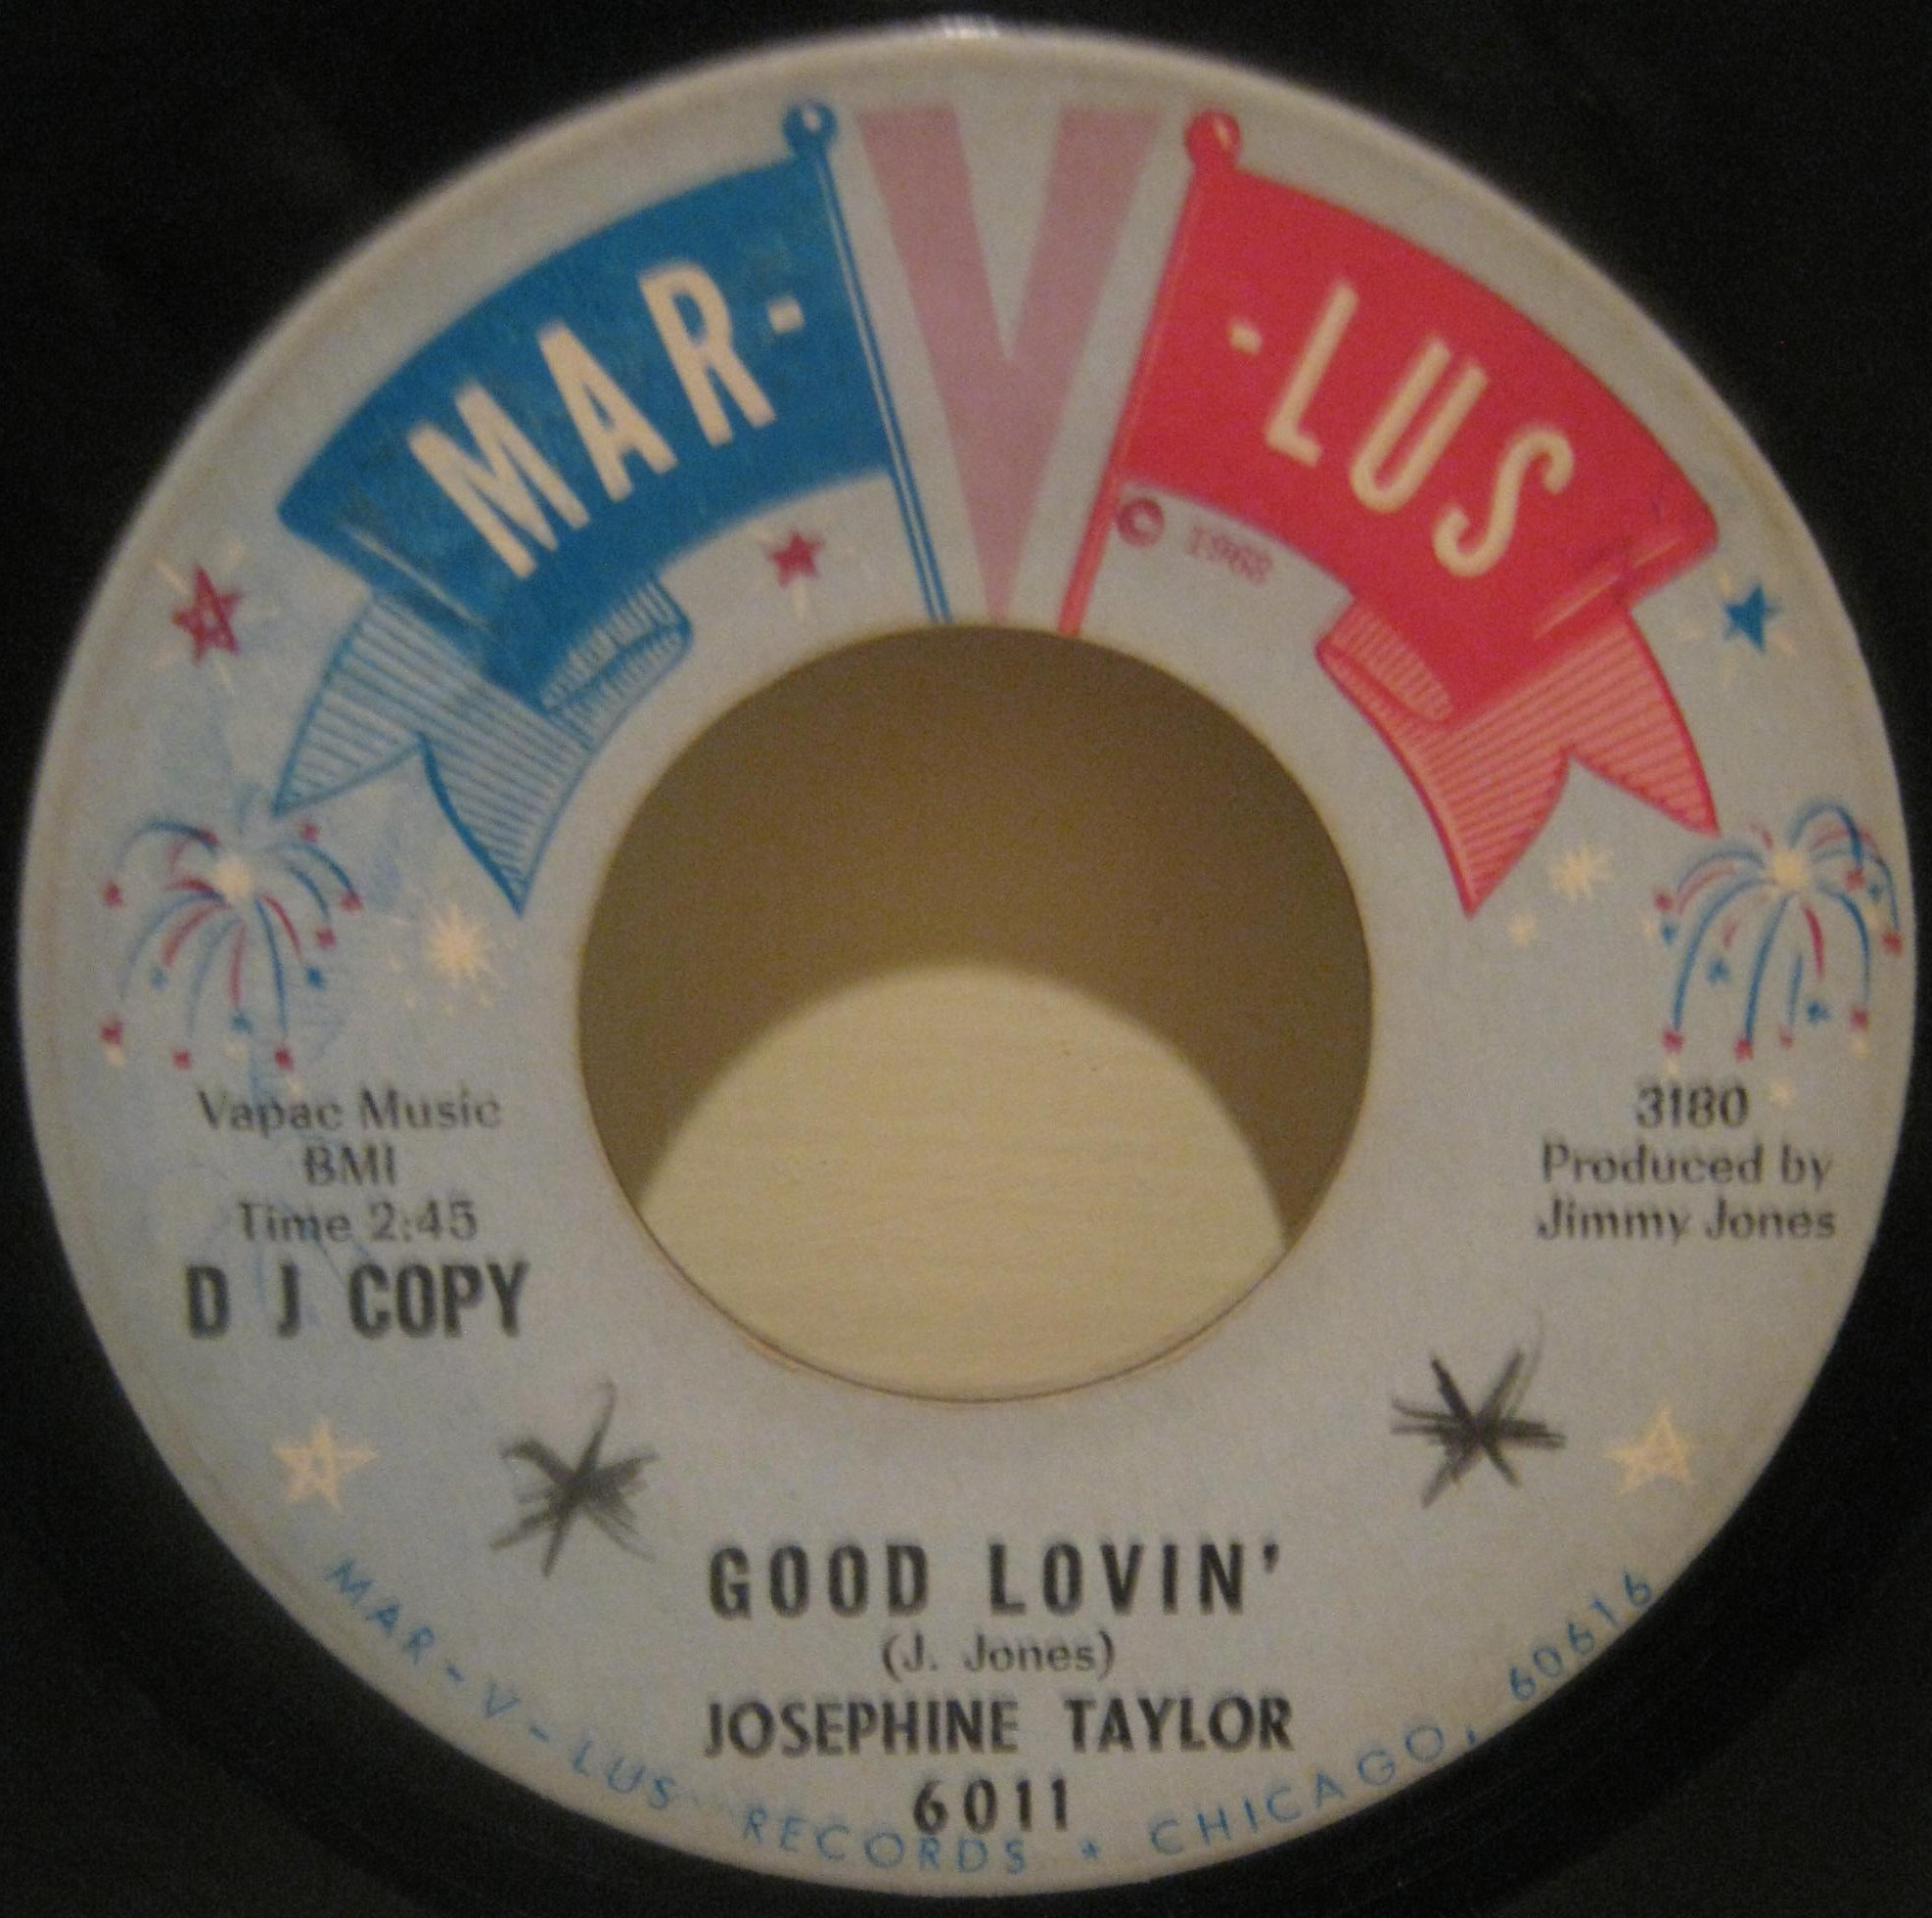 MAR- V -LUS
©
Vapac Music
BMI
Time 2:45
D J COPY
3180
Produced by
Jimmy Jones
GOOD LOVIN'
(J. Jones)
JOSEPHINE TAYLOR
6011
MAR-V-LUS RECORDS * CHICAGO, 60616